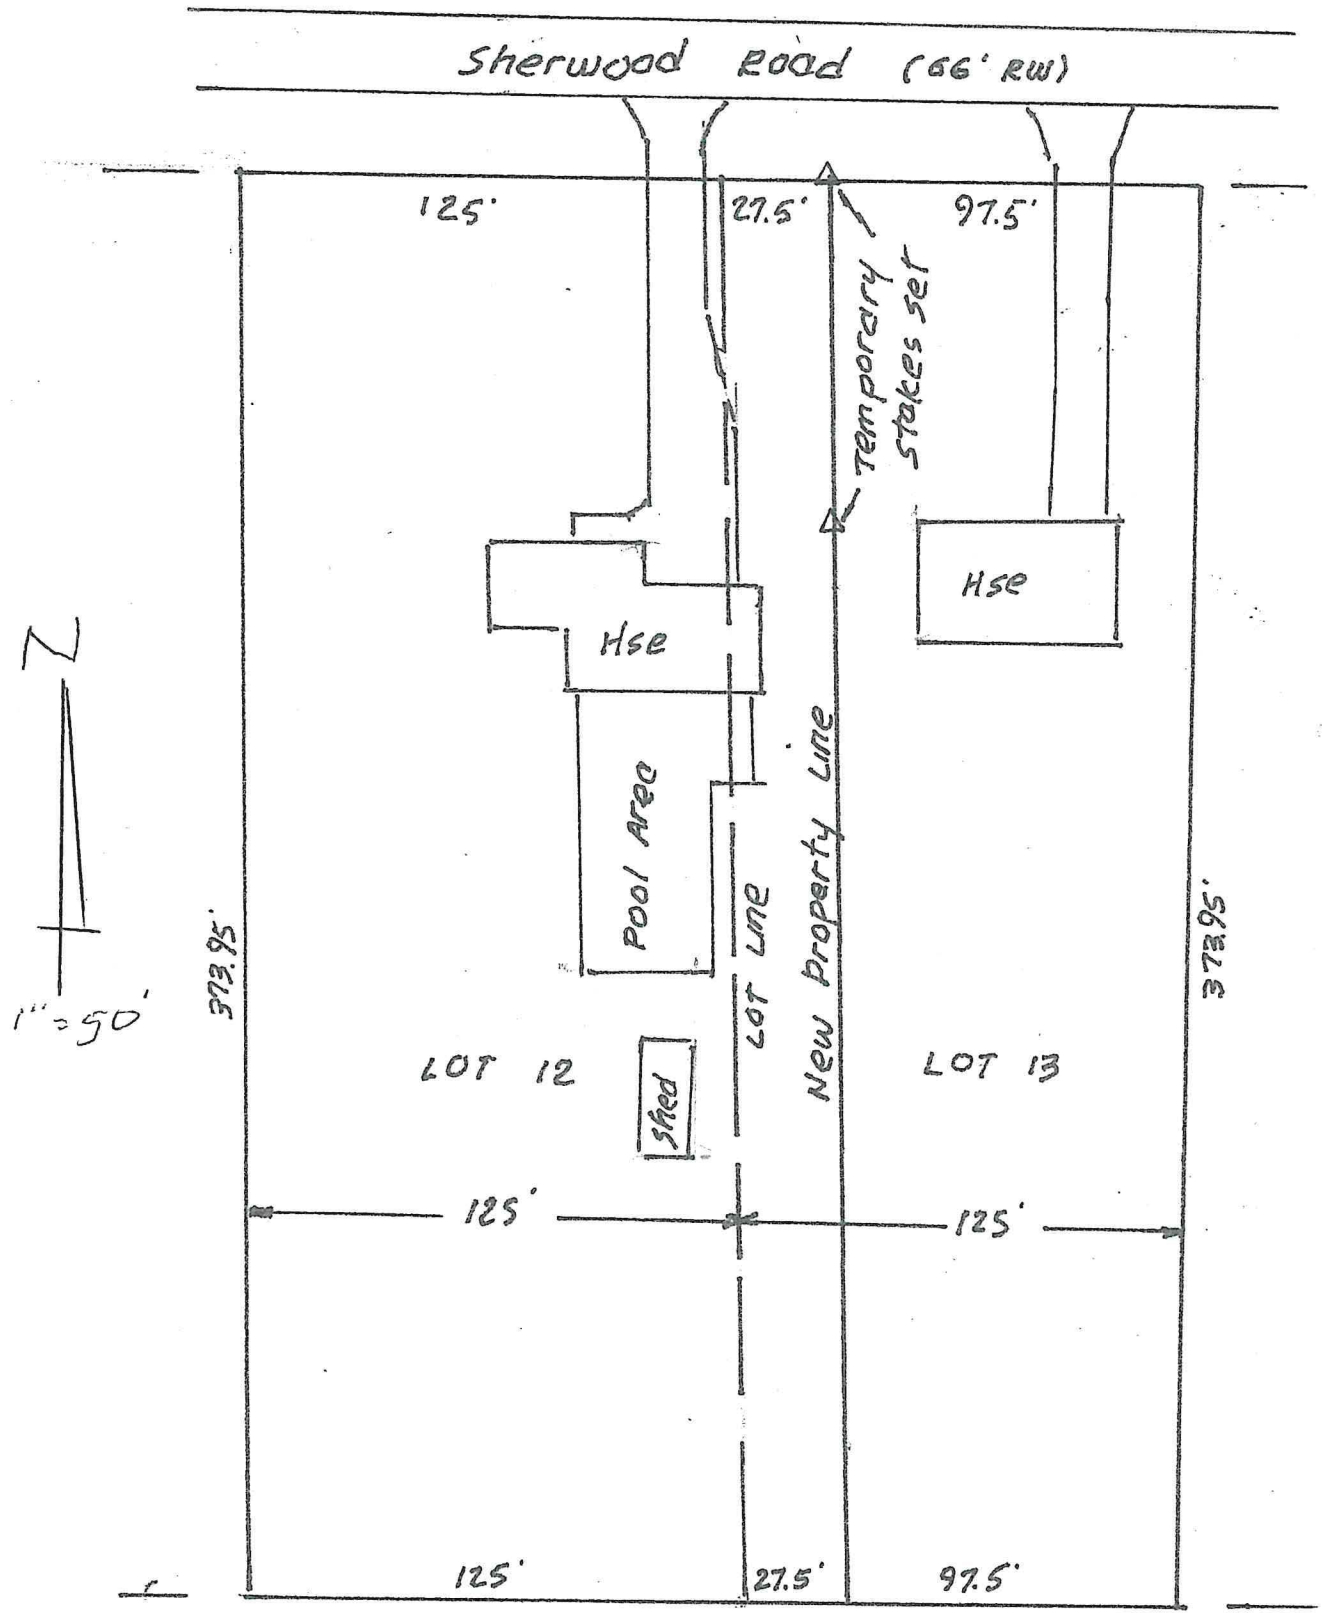 Sherwood Road (66' RW)
125'
27.5'
97.5'
Temporary
stakes set
Hse
Hse
Pool Area
N
1" = 50'
373.95'
373.95'
LOT LINE
New Property Line
LOT 12
LOT 13
shed
125'
125'
125'
27.5'
97.5'